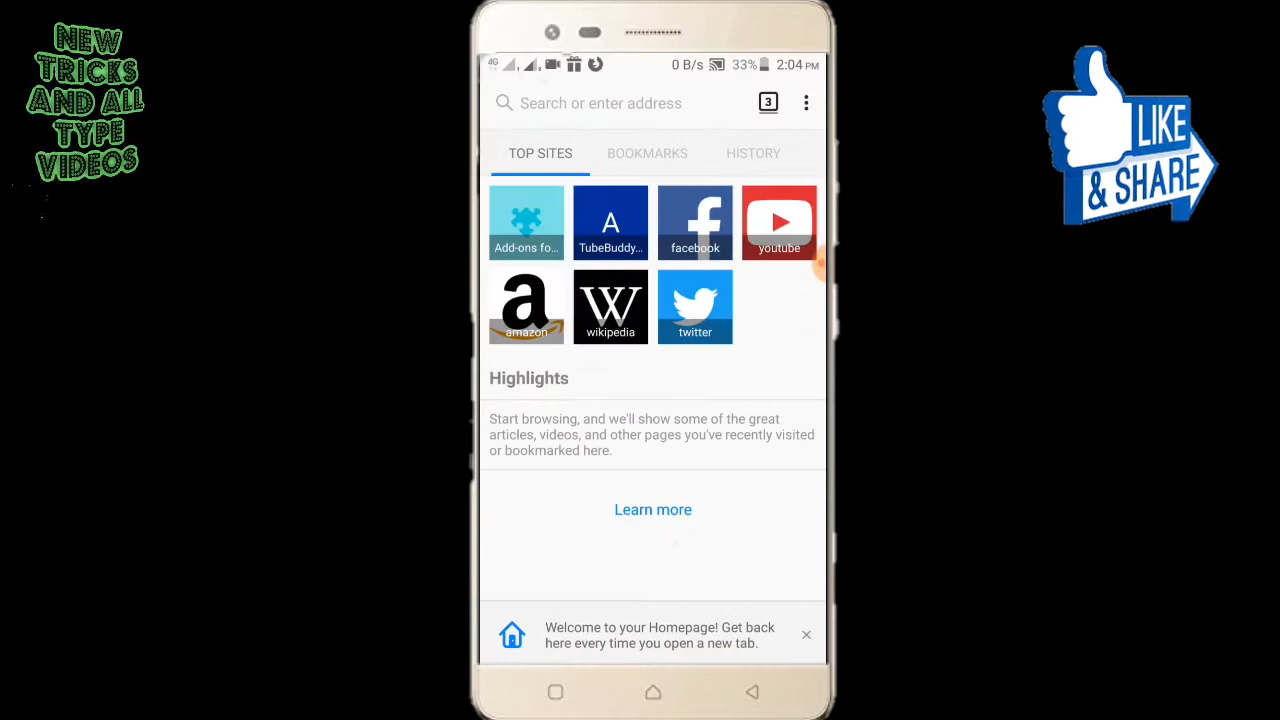 NEW
TRICKS
AND ALL
TYPE
VIDEOS
4G 1 2 0 B/s 33% 2:04 PM
Search or enter address 3
TOP SITES BOOKMARKS HISTORY
Add-ons fo... A TubeBuddy... facebook youtube
a amazon W wikipedia twitter
Highlights
Start browsing, and we'll show some of the great
articles, videos, and other pages you've recently visited
or bookmarked here.
Learn more
Welcome to your Homepage! Get back
here every time you open a new tab.
LIKE
& SHARE